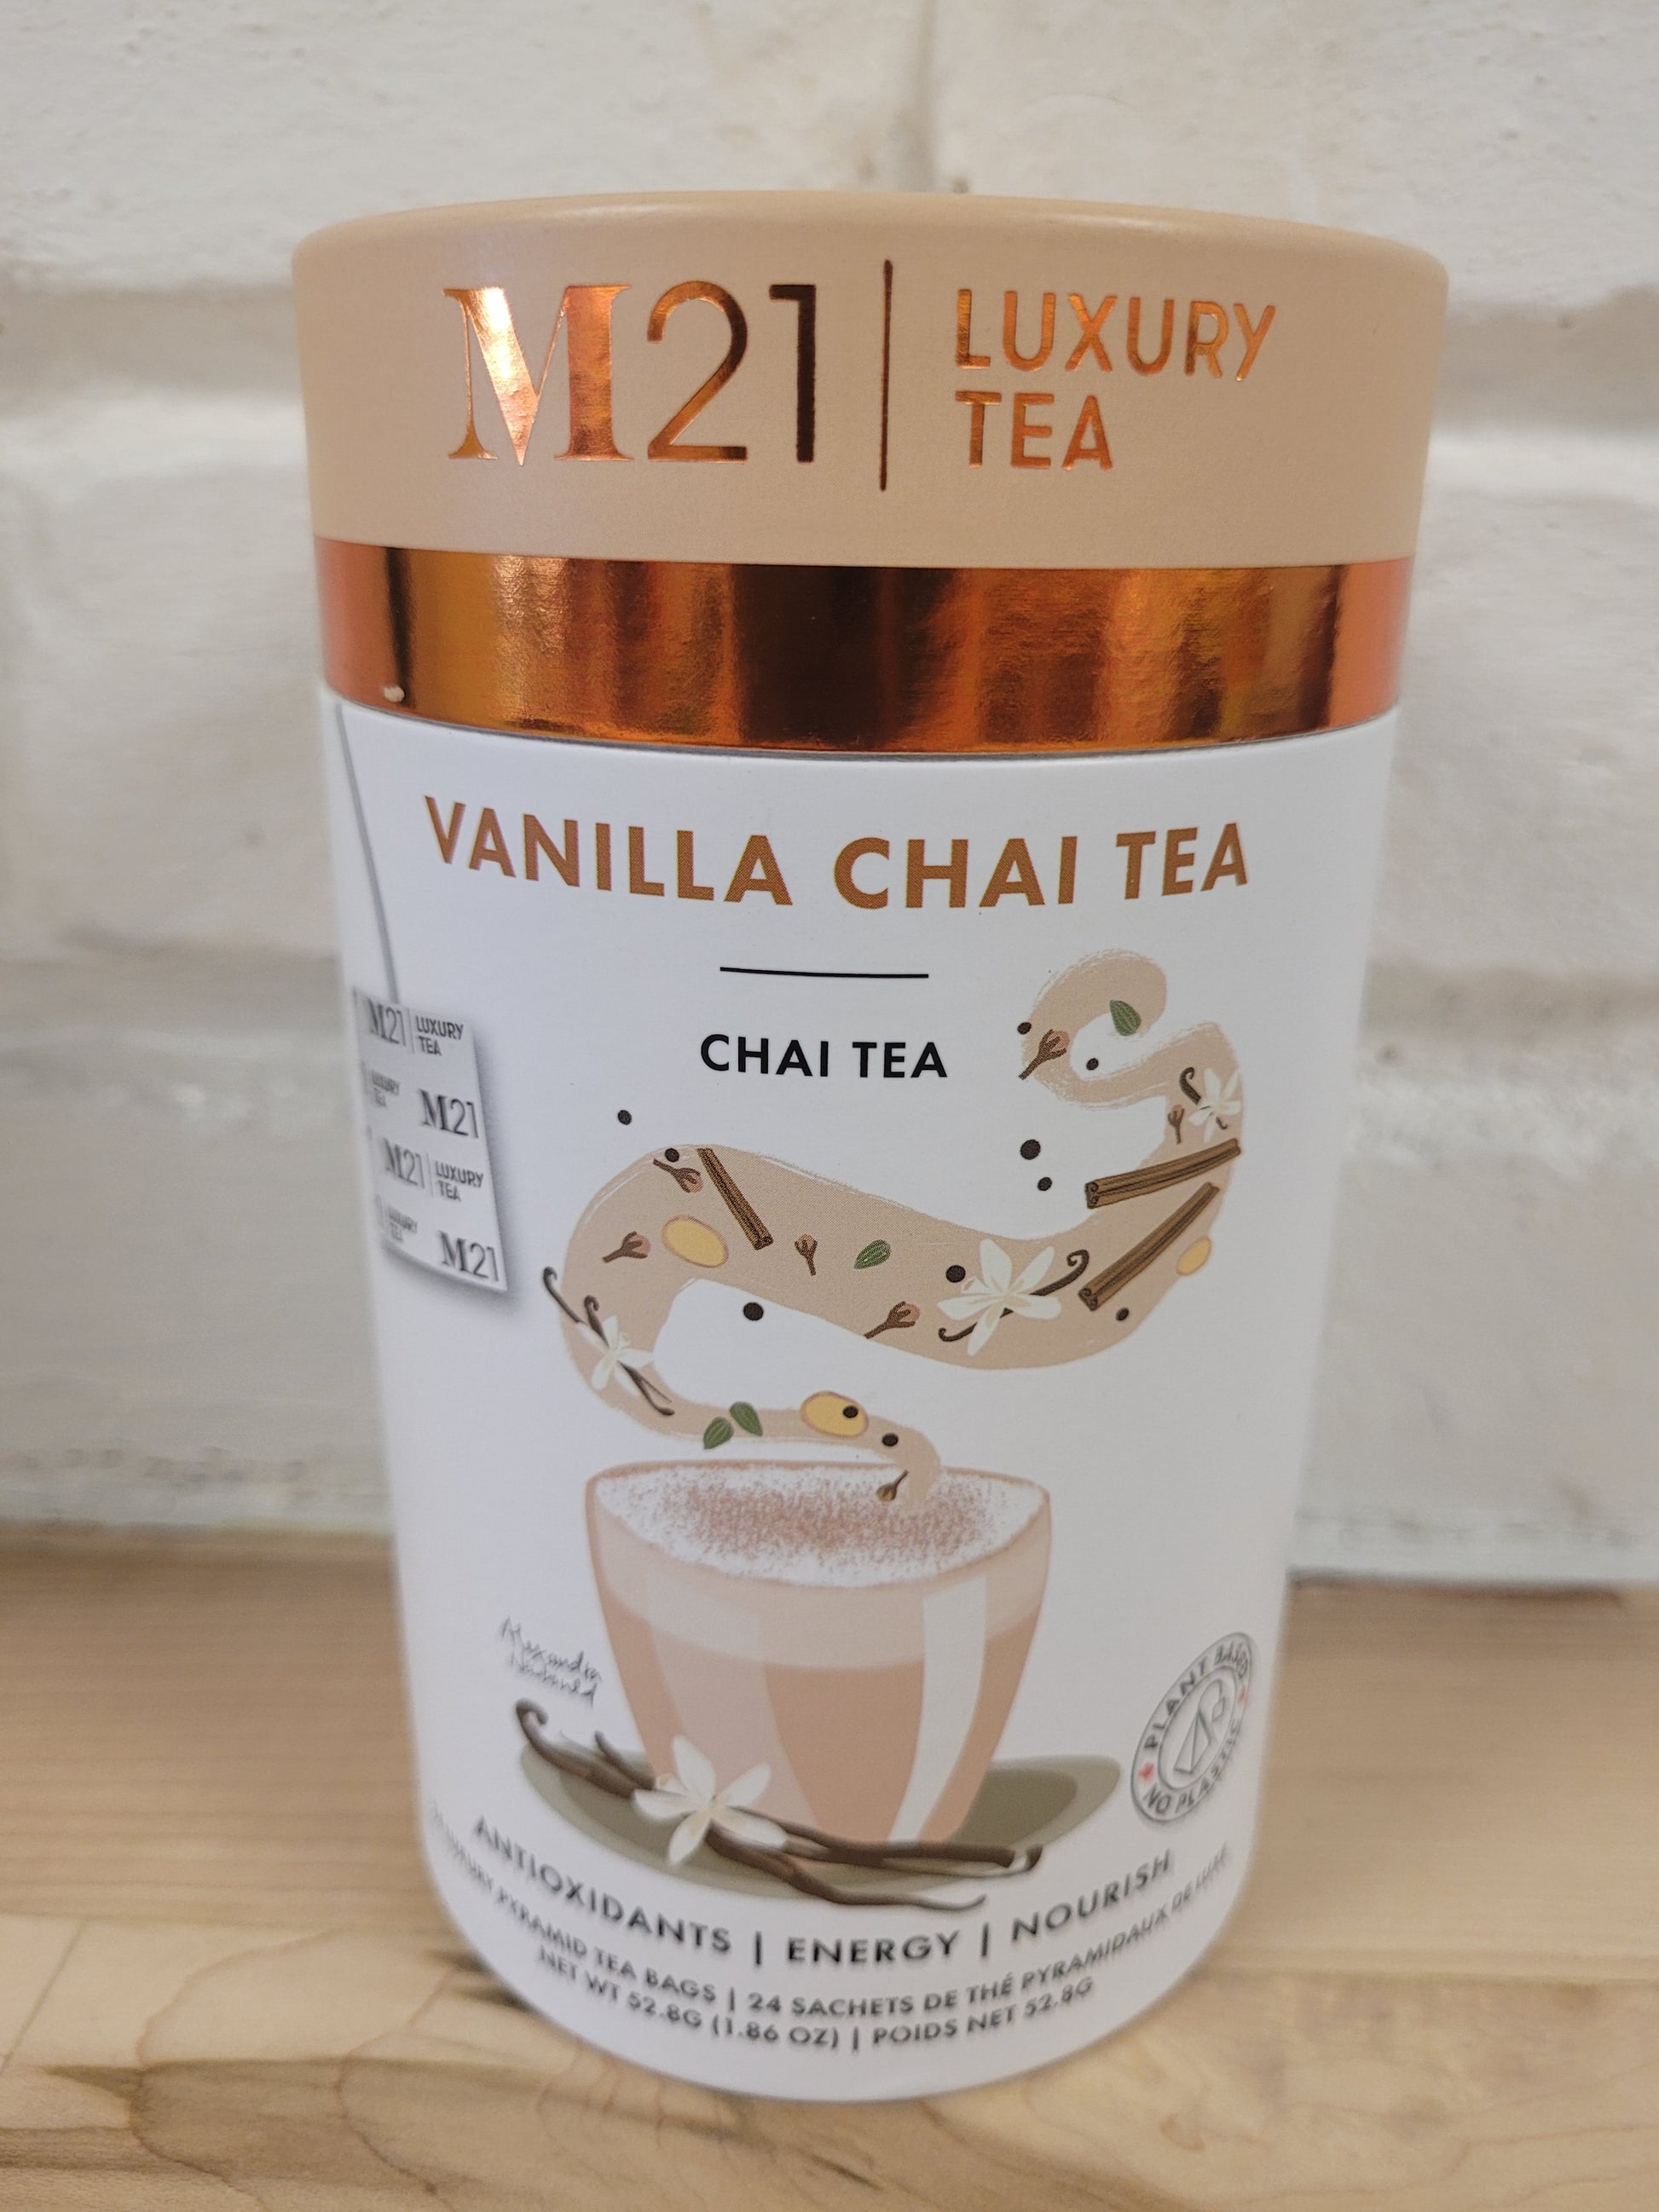 M21 | LUXURY
TEA
VANILLA CHAI TEA
CHAI TEA
M21 | LUXURY
TEA
LUXURY
TEA
M21
M21 | LUXURY
TEA
LUXURY
TEA
M21
Alexandra
PLANT BASED
NO PLASTIC
ANTIOXIDANTS | ENERGY | NOURISH
LUXURY PYRAMID TEA BAGS | 24 SACHETS DE THÉ PYRAMIDAUX DE LUXE
NET WT 52.8G (1.86 OZ) | POIDS NET 52.8G